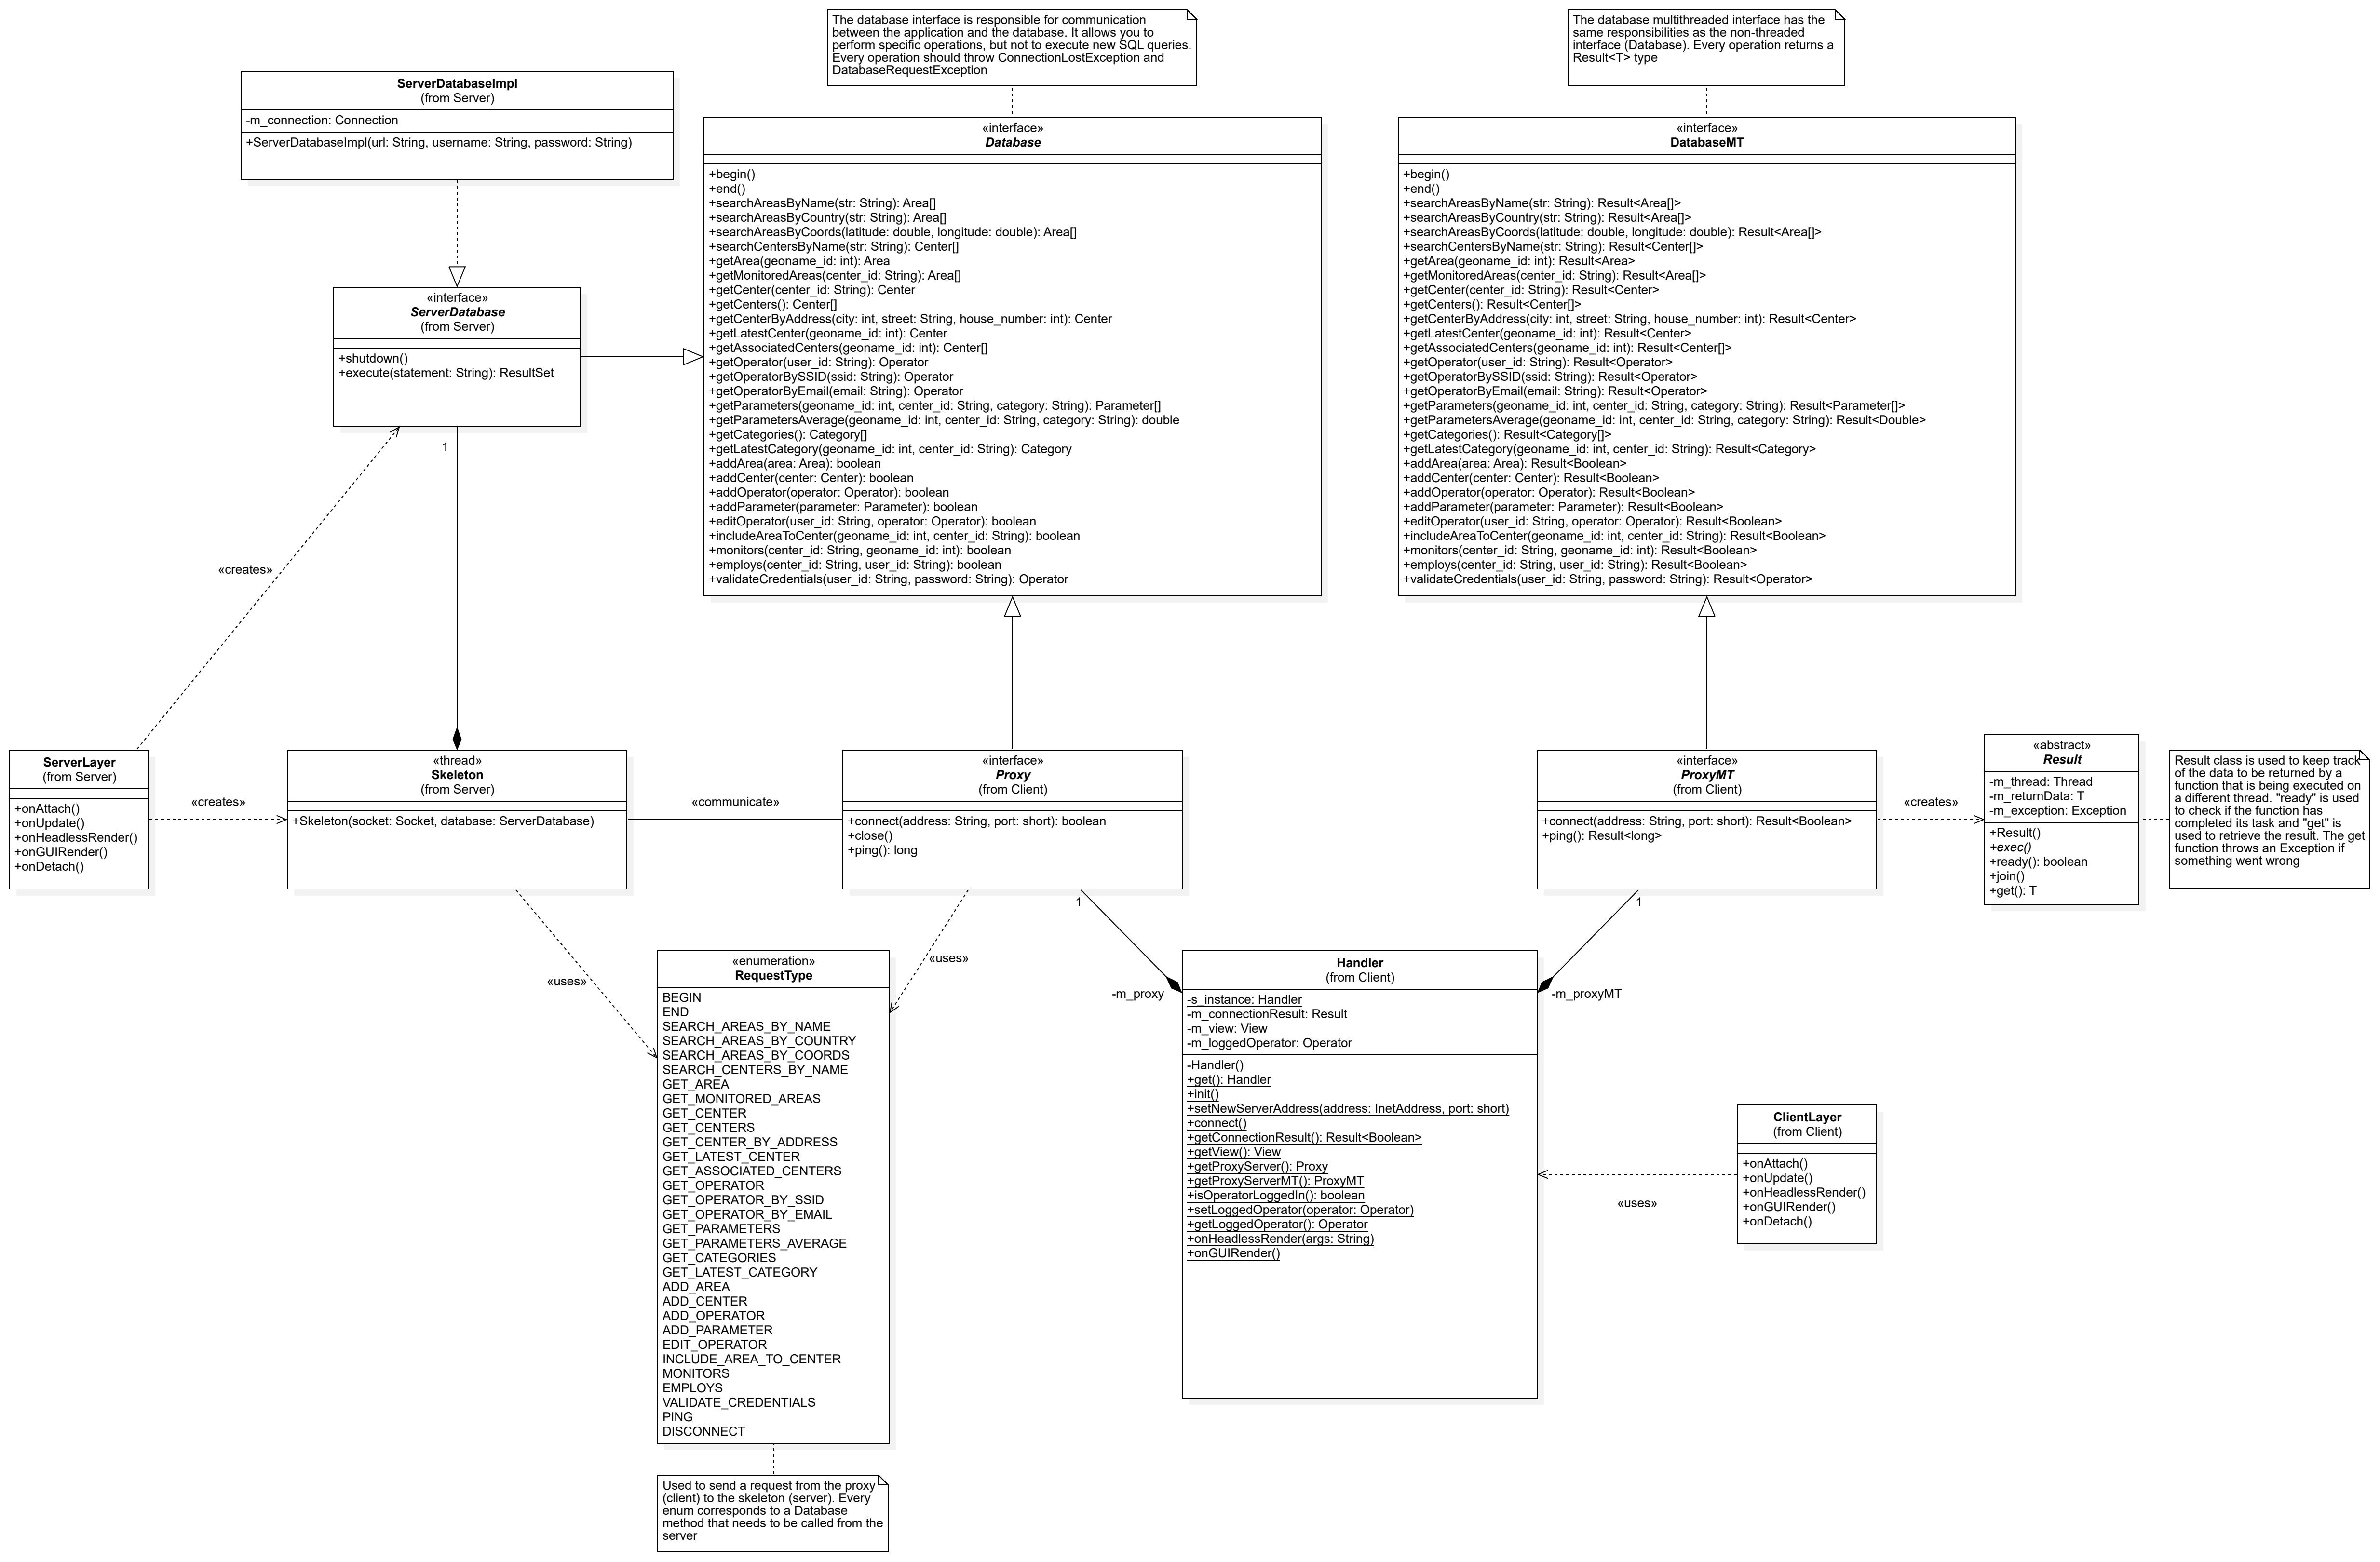 The database interface is responsible for communication
between the application and the database. It allows you to
perform specific operations, but not to execute new SQL queries.
Every operation should throw ConnectionLostException and
DatabaseRequestException
The database multithreaded interface has the
same responsibilities as the non-threaded
interface (Database). Every operation returns a
Result<T> type
ServerDatabaseImpl
(from Server)
-m_connection: Connection
+ServerDatabaseImpl(url: String, username: String, password: String)
«interface»
Database
+begin()
+end()
+searchAreasByName(str: String): Area[]
+searchAreasByCountry(str: String): Area[]
+searchAreasByCoords(latitude: double, longitude: double): Area[]
+searchCentersByName(str: String): Center[]
+getArea(geoname_id: int): Area
+getMonitoredAreas(center_id: String): Area[]
+getCenter(center_id: String): Center
+getCenters(): Center[]
+getCenterByAddress(city: int, street: String, house_number: int): Center
+getLatestCenter(geoname_id: int): Center
+getAssociatedCenters(geoname_id: int): Center[]
+getOperator(user_id: String): Operator
+getOperatorBySSID(ssid: String): Operator
+getOperatorByEmail(email: String): Operator
+getParameters(geoname_id: int, center_id: String, category: String): Parameter[]
+getParametersAverage(geoname_id: int, center_id: String, category: String): double
+getCategories(): Category[]
+getLatestCategory(geoname_id: int, center_id: String): Category
+addArea(area: Area): boolean
+addCenter(center: Center): boolean
+addOperator(operator: Operator): boolean
+addParameter(parameter: Parameter): boolean
+editOperator(user_id: String, operator: Operator): boolean
+includeAreaToCenter(geoname_id: int, center_id: String): boolean
+monitors(center_id: String, geoname_id: int): boolean
+employs(center_id: String, user_id: String): boolean
+validateCredentials(user_id: String, password: String): Operator
«interface»
DatabaseMT
+begin()
+end()
+searchAreasByName(str: String): Result<Area[]>
+searchAreasByCountry(str: String): Result<Area[]>
+searchAreasByCoords(latitude: double, longitude: double): Result<Area[]>
+searchCentersByName(str: String): Result<Center[]>
+getArea(geoname_id: int): Result<Area>
+getMonitoredAreas(center_id: String): Result<Area[]>
+getCenter(center_id: String): Result<Center>
+getCenters(): Result<Center[]>
+getCenterByAddress(city: int, street: String, house_number: int): Result<Center>
+getLatestCenter(geoname_id: int): Result<Center>
+getAssociatedCenters(geoname_id: int): Result<Center[]>
+getOperator(user_id: String): Result<Operator>
+getOperatorBySSID(ssid: String): Result<Operator>
+getOperatorByEmail(email: String): Result<Operator>
+getParameters(geoname_id: int, center_id: String, category: String): Result<Parameter[]>
+getParametersAverage(geoname_id: int, center_id: String, category: String): Result<Double>
+getCategories(): Result<Category[]>
+getLatestCategory(geoname_id: int, center_id: String): Result<Category>
+addArea(area: Area): Result<Boolean>
+addCenter(center: Center): Result<Boolean>
+addOperator(operator: Operator): Result<Boolean>
+addParameter(parameter: Parameter): Result<Boolean>
+editOperator(user_id: String, operator: Operator): Result<Boolean>
+includeAreaToCenter(geoname_id: int, center_id: String): Result<Boolean>
+monitors(center_id: String, geoname_id: int): Result<Boolean>
+employs(center_id: String, user_id: String): Result<Boolean>
+validateCredentials(user_id: String, password: String): Result<Operator>
«interface»
ServerDatabase
(from Server)
+shutdown()
+execute(statement: String): ResultSet
1
«creates»
ServerLayer
(from Server)
+onAttach()
+onUpdate()
+onHeadlessRender()
+onGUIRender()
+onDetach()
«creates»
«thread»
Skeleton
(from Server)
+Skeleton(socket: Socket, database: ServerDatabase)
«communicate»
«interface»
Proxy
(from Client)
+connect(address: String, port: short): boolean
+close()
+ping(): long
«interface»
ProxyMT
(from Client)
+connect(address: String, port: short): Result<Boolean>
+ping(): Result<long>
«creates»
«abstract»
Result
-m_thread: Thread
-m_returnData: T
-m_exception: Exception
+Result()
+exec()
+ready(): boolean
+join()
+get(): T
Result class is used to keep track
of the data to be returned by a
function that is being executed on
a different thread. "ready" is used
to check if the function has
completed its task and "get" is
used to retrieve the result. The get
function throws an Exception if
something went wrong
1
1
«uses»
«uses»
-m_proxy
-m_proxyMT
«enumeration»
RequestType
BEGIN
END
SEARCH_AREAS_BY_NAME
SEARCH_AREAS_BY_COUNTRY
SEARCH_AREAS_BY_COORDS
SEARCH_CENTERS_BY_NAME
GET_AREA
GET_MONITORED_AREAS
GET_CENTER
GET_CENTERS
GET_CENTER_BY_ADDRESS
GET_LATEST_CENTER
GET_ASSOCIATED_CENTERS
GET_OPERATOR
GET_OPERATOR_BY_SSID
GET_OPERATOR_BY_EMAIL
GET_PARAMETERS
GET_PARAMETERS_AVERAGE
GET_CATEGORIES
GET_LATEST_CATEGORY
ADD_AREA
ADD_CENTER
ADD_OPERATOR
ADD_PARAMETER
EDIT_OPERATOR
INCLUDE_AREA_TO_CENTER
MONITORS
EMPLOYS
VALIDATE_CREDENTIALS
PING
DISCONNECT
Handler
(from Client)
-s_instance: Handler
-m_connectionResult: Result
-m_view: View
-m_loggedOperator: Operator
-Handler()
+get(): Handler
+init()
+setNewServerAddress(address: InetAddress, port: short)
+connect()
+getConnectionResult(): Result<Boolean>
+getView(): View
+getProxyServer(): Proxy
+getProxyServerMT(): ProxyMT
+isOperatorLoggedIn(): boolean
+setLoggedOperator(operator: Operator)
+getLoggedOperator(): Operator
+onHeadlessRender(args: String)
+onGUIRender()
«uses»
ClientLayer
(from Client)
+onAttach()
+onUpdate()
+onHeadlessRender()
+onGUIRender()
+onDetach()
Used to send a request from the proxy
(client) to the skeleton (server). Every
enum corresponds to a Database
method that needs to be called from the
server